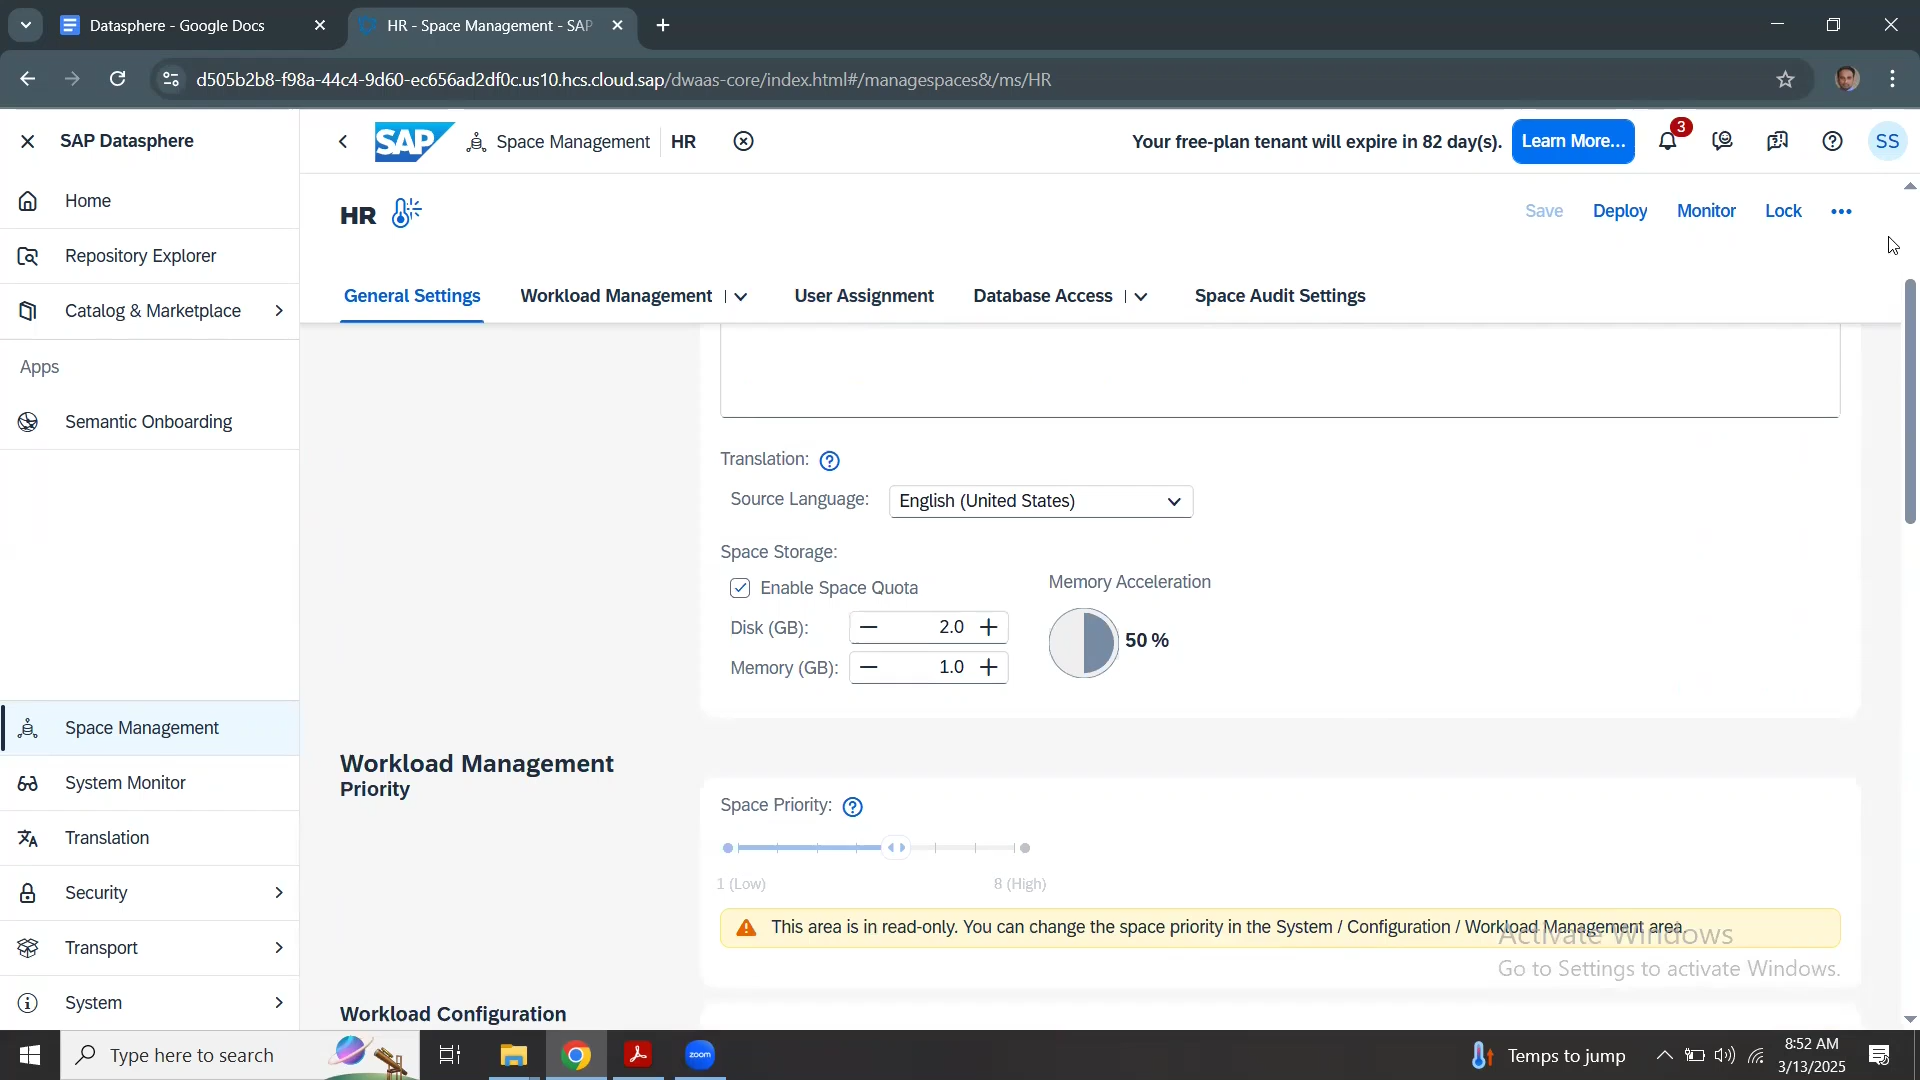 Datasphere - Google Docs
HR - Space Management - SAP
d505b2b8-f98a-44c4-9d60-ec656ad2df0c.us10.hcs.cloud.sap/dwaas-core/index.html#/managespaces&/ms/HR
SAP Datasphere
SAP
Space Management
HR
Your free-plan tenant will expire in 82 day(s).
Learn More...
3
SS
Home
Repository Explorer
Catalog & Marketplace
Apps
Semantic Onboarding
Space Management
System Monitor
Translation
Security
Transport
System
HR
Save
Deploy
Monitor
Lock
General Settings
Workload Management
User Assignment
Database Access
Space Audit Settings
Translation:
Source Language:
English (United States)
Space Storage:
Enable Space Quota
Memory Acceleration
Disk (GB):
2.0
50 %
Memory (GB):
1.0
Workload Management
Priority
Space Priority:
1 (Low)
8 (High)
This area is in read-only. You can change the space priority in the System / Configuration / Workload Management area.
Activate Windows
Go to Settings to activate Windows.
Workload Configuration
Type here to search
zoom
Temps to jump
8:52 AM
3/13/2025